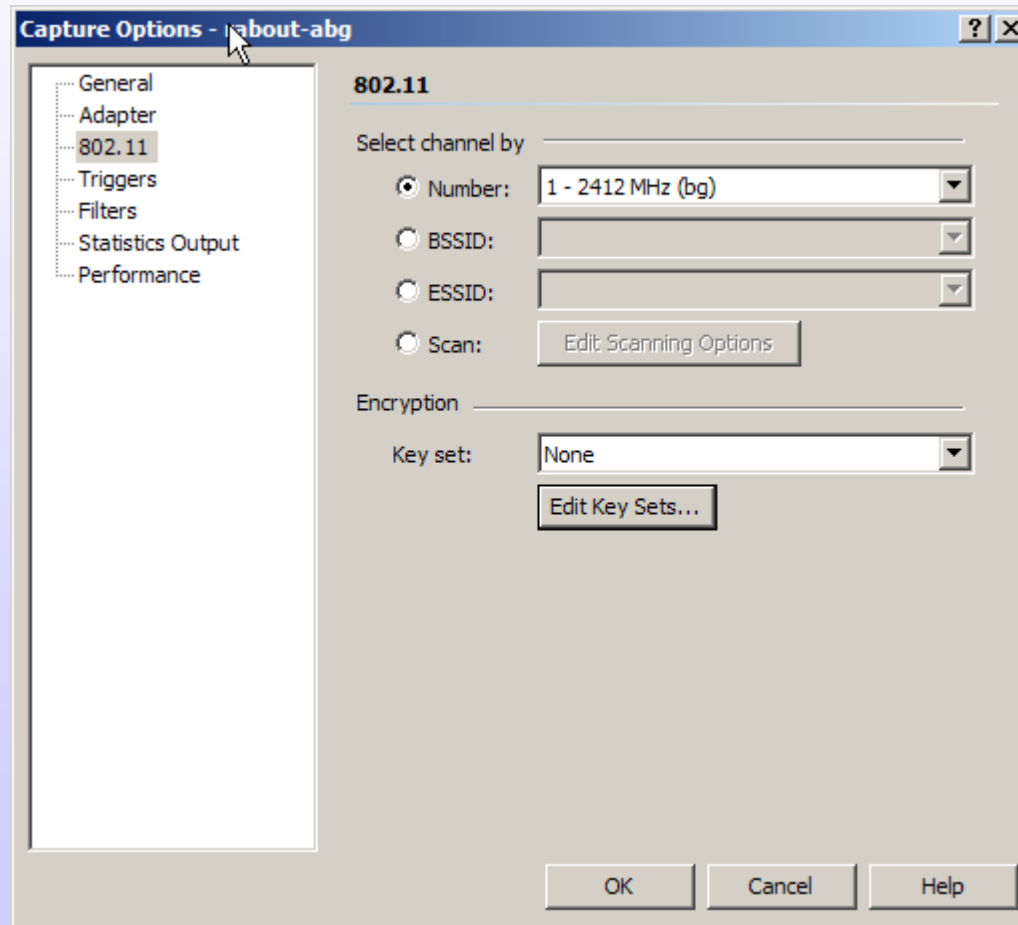 Capture Options - rabout-abg
General
Adapter
802.11
Triggers
Filters
Statistics Output
Performance
802.11
Select channel by
Number: 1 - 2412 MHz (bg)
BSSID:
ESSID:
Scan: Edit Scanning Options
Encryption
Key set: None
Edit Key Sets...
OK Cancel Help